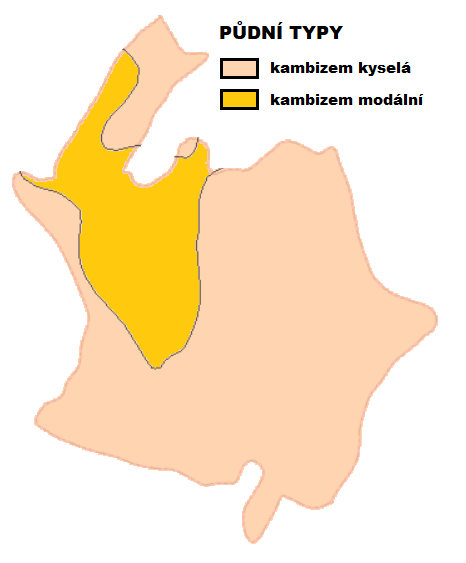 PŮDNÍ TYPY
kambizem kyselá
kambizem modální